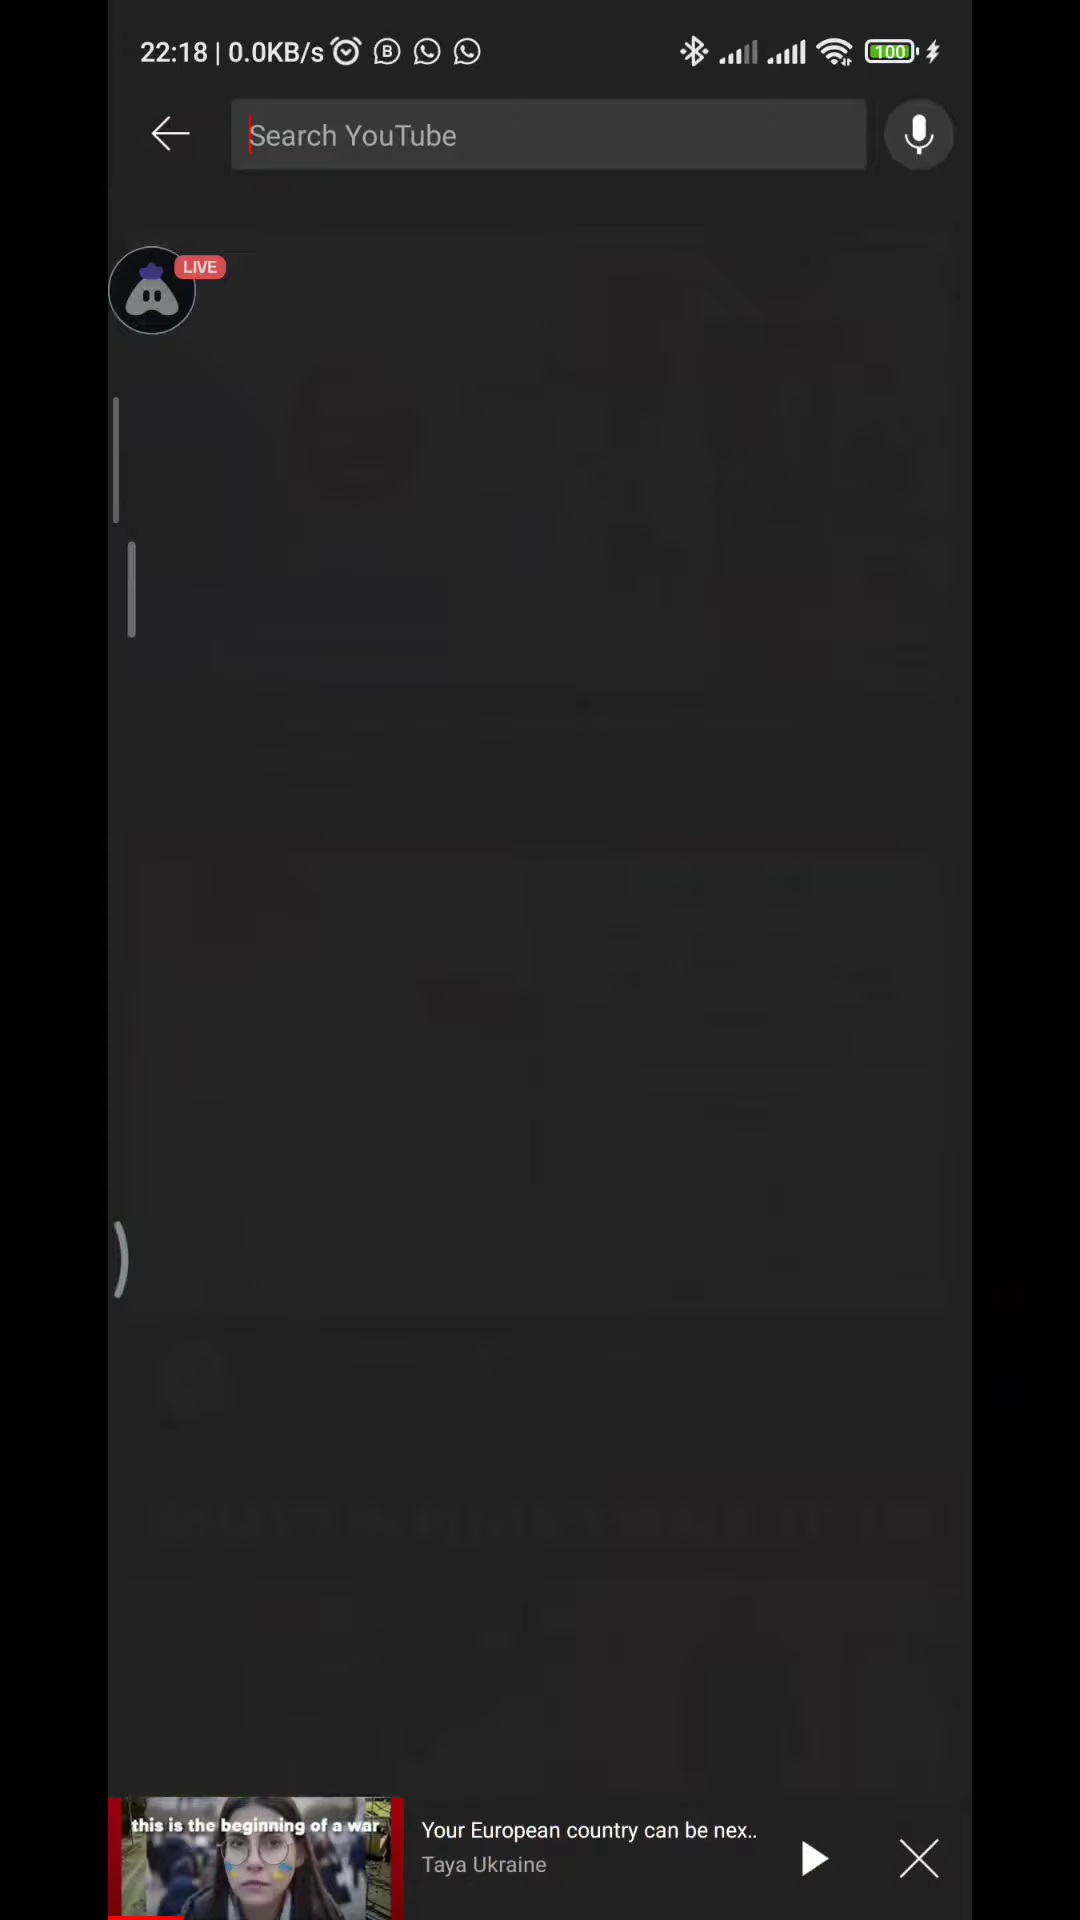 22:18 | 0.0KB/s B 100
Search YouTube
LIVE
this is the beginning of a war
Your European country can be nex..
Taya Ukraine